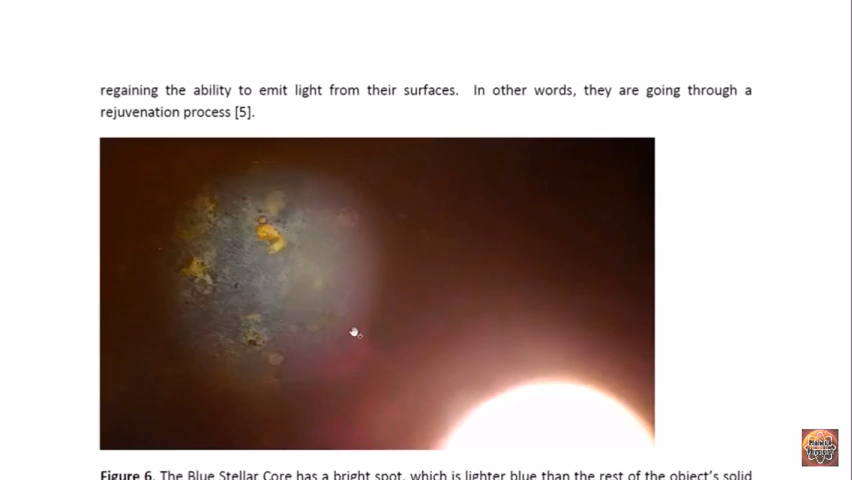 regaining the ability to emit light from their surfaces. In other words, they are going through a
rejuvenation process [5].
Figure 6. The Blue Stellar Core has a bright spot, which is lighter blue than the rest of the object's solid